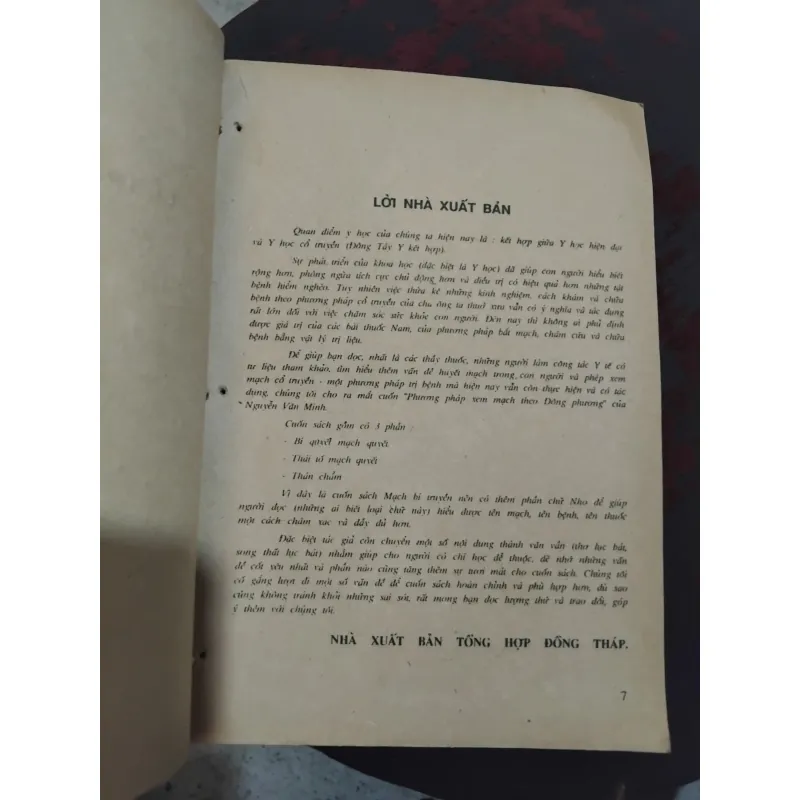 LỜI NHÀ XUẤT BẢN
Quan điểm y học của chúng ta hiện nay là : kết hợp giữa Y học hiện đại
và Y học cổ truyền (Đông Tây Y kết hợp).
Sự phát triển của khoa học (đặc biệt là Y học) đã giúp con người hiểu biết
rộng hơn, phòng ngừa tích cực chủ động hơn và điều trị có hiệu quả hơn những tật
bệnh hiểm nghèo. Tuy nhiên việc thừa kế những kinh nghiệm, cách khám và chữa
bệnh theo phương pháp cổ truyền của cha ông ta thuở xưa vẫn có ý nghĩa và tác dụng
rất lớn đối với việc chăm sóc sức khỏe con người. Đến nay thì không ai phủ định
được giá trị của các bài thuốc Nam, của phương pháp bắt mạch, châm cứu và chữa
bệnh bằng vật lý trị liệu.
Để giúp bạn đọc, nhất là các thầy thuốc, những người làm công tác Y tế có
tư liệu tham khảo, tìm hiểu thêm vấn đề huyết mạch trong con người và phép xem
mạch cổ truyền - một phương pháp trị bệnh mà hiện nay vẫn còn thực hiện và có tác
dụng, chúng tôi cho ra mắt cuốn "Phương pháp xem mạch theo Đông phương" của
Nguyễn Văn Minh.
Cuốn sách gồm có 3 phần :
- Bí quyết mạch quyết
- Thái tố mạch quyết
- Thân châm
Vì đây là cuốn sách Mạch bí truyền nên có thêm phần chữ Nho để giúp
người đọc (những ai biết loại chữ này) hiểu được tên mạch, tên bệnh, tên thuốc
một cách chăm xac và đầy đủ hơn.
Đặc biệt tác giả còn chuyển một số nội dung thành văn vần (thơ lục bát,
song thất lục bát) nhằm giúp cho người có chí học dễ thuộc, dễ nhớ những vấn
đề cốt yếu nhất và phần nào cũng tăng thêm sự tươi mát cho cuốn sách. Chúng tôi
cố gắng lượn đi một số vấn đề để cuốn sách hoàn chỉnh và phù hợp hơn, dù sao
cũng không tránh khỏi những sai sót, rất mong bạn đọc lượng thứ và trao đổi, góp
ý thêm với chúng tôi.
NHÀ XUẤT BẢN TỔNG HỢP ĐỒNG THÁP.
7